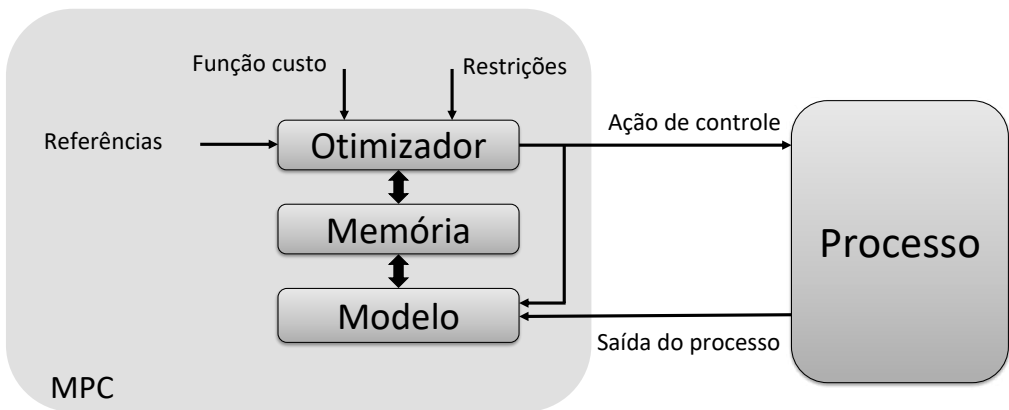 Função custo
Restrições
Referências
Otimizador
Ação de controle
Memória
Processo
Modelo
Saída do processo
MPC